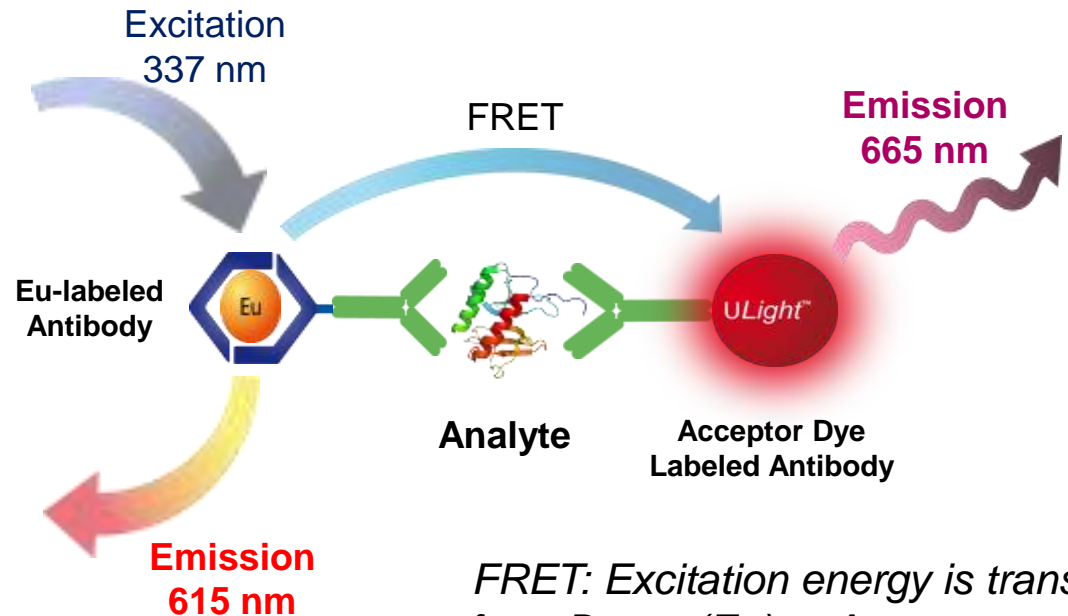 Excitation
337 nm
FRET
Emission
665 nm
Eu-labeled
Antibody
Eu
ULight™
Analyte
Acceptor Dye
Labeled Antibody
Emission
615 nm
FRET: Excitation energy is trans